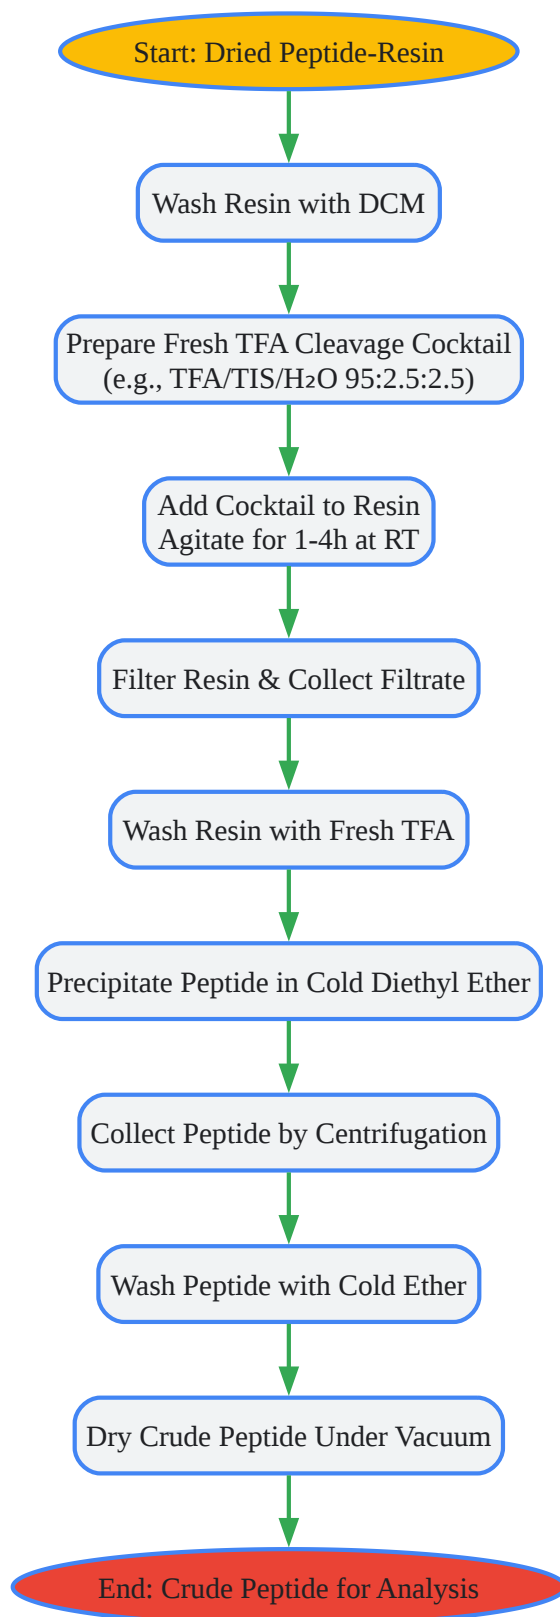 Start: Dried Peptide-Resin
Wash Resin with DCM
Prepare Fresh TFA Cleavage Cocktail
(e.g., TFA/TIS/H₂O 95:2.5:2.5)
Add Cocktail to Resin
Agitate for 1-4h at RT
Filter Resin & Collect Filtrate
Wash Resin with Fresh TFA
Precipitate Peptide in Cold Diethyl Ether
Collect Peptide by Centrifugation
Wash Peptide with Cold Ether
Dry Crude Peptide Under Vacuum
End: Crude Peptide for Analysis